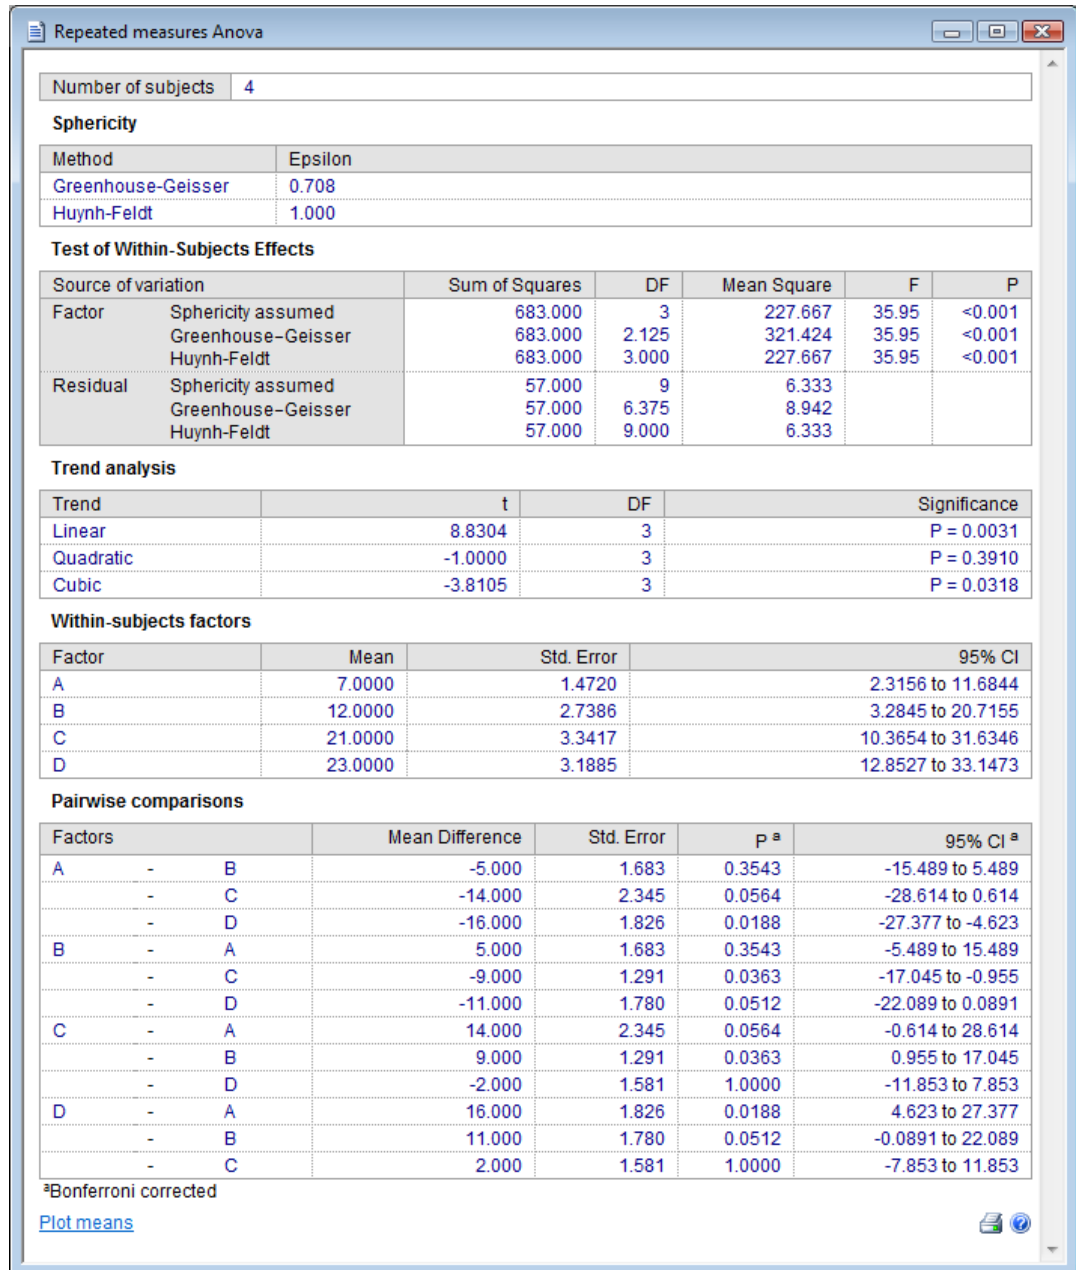 Repeated measures Anova
Number of subjects 4
Sphericity
Method Epsilon
Greenhouse-Geisser 0.708
Huynh-Feldt 1.000
Test of Within-Subjects Effects
Source of variation Sum of Squares DF Mean Square F P
Factor Sphericity assumed 683.000 3 227.667 35.95 <0.001
Greenhouse–Geisser 683.000 2.125 321.424 35.95 <0.001
Huynh-Feldt 683.000 3.000 227.667 35.95 <0.001
Residual Sphericity assumed 57.000 9 6.333
Greenhouse–Geisser 57.000 6.375 8.942
Huynh-Feldt 57.000 9.000 6.333
Trend analysis
Trend t DF Significance
Linear 8.8304 3 P = 0.0031
Quadratic -1.0000 3 P = 0.3910
Cubic -3.8105 3 P = 0.0318
Within-subjects factors
Factor Mean Std. Error 95% CI
A 7.0000 1.4720 2.3156 to 11.6844
B 12.0000 2.7386 3.2845 to 20.7155
C 21.0000 3.3417 10.3654 to 31.6346
D 23.0000 3.1885 12.8527 to 33.1473
Pairwise comparisons
Factors Mean Difference Std. Error P ª 95% CI ª
A - B -5.000 1.683 0.3543 -15.489 to 5.489
- C -14.000 2.345 0.0564 -28.614 to 0.614
- D -16.000 1.826 0.0188 -27.377 to -4.623
B - A 5.000 1.683 0.3543 -5.489 to 15.489
- C -9.000 1.291 0.0363 -17.045 to -0.955
- D -11.000 1.780 0.0512 -22.089 to 0.0891
C - A 14.000 2.345 0.0564 -0.614 to 28.614
- B 9.000 1.291 0.0363 0.955 to 17.045
- D -2.000 1.581 1.0000 -11.853 to 7.853
D - A 16.000 1.826 0.0188 4.623 to 27.377
- B 11.000 1.780 0.0512 -0.0891 to 22.089
- C 2.000 1.581 1.0000 -7.853 to 11.853
ªBonferroni corrected
Plot means